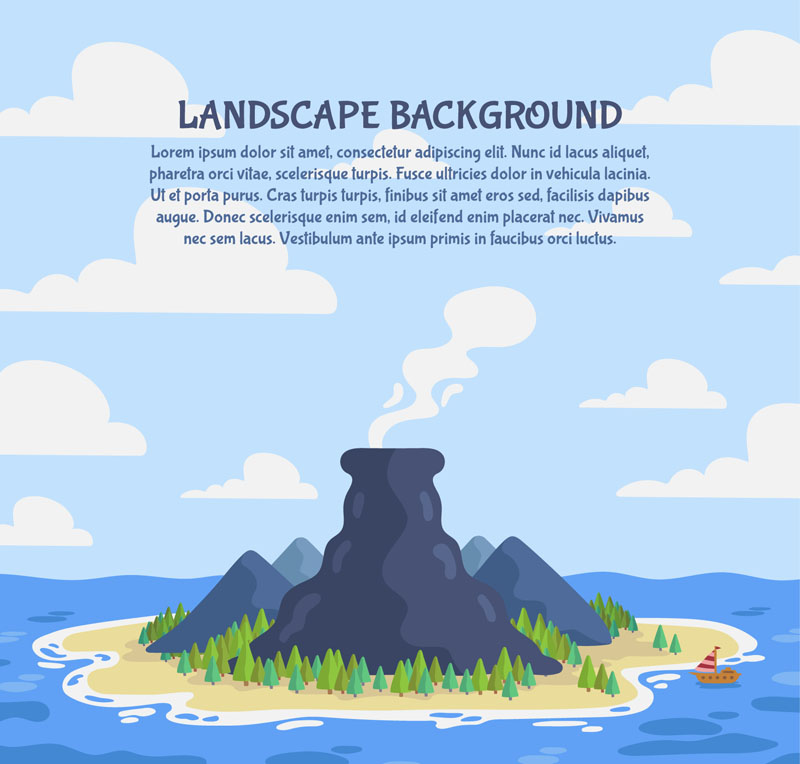 LANDSCAPE BACKGROUND
Lorem ipsum dolor sit amet, consectetur adipiscing elit. Nunc id lacus aliquet,
pharetra orci vitae, scelerisque turpis. Fusce ultricies dolor in vehicula lacinia.
Ut et porta purus. Cras turpis turpis, finibus sit amet eros sed, facilisis dapibus
augue. Donec scelerisque enim sem, id eleifend enim placerat nec. Vivamus
nec sem lacus. Vestibulum ante ipsum primis in faucibus orci luctus.